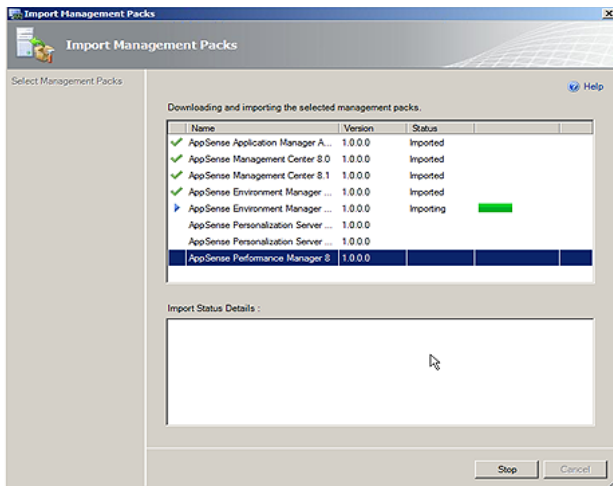 Import Management Packs
Import Management Packs
Select Management Packs
Help
Downloading and importing the selected management packs.
Name Version Status
AppSense Application Manager A... 1.0.0.0 Imported
AppSense Management Center 8.0 1.0.0.0 Imported
AppSense Management Center 8.1 1.0.0.0 Imported
AppSense Environment Manager ... 1.0.0.0 Imported
AppSense Environment Manager ... 1.0.0.0 Importing
AppSense Personalization Server ... 1.0.0.0
AppSense Personalization Server ... 1.0.0.0
AppSense Performance Manager 8 1.0.0.0
Import Status Details :
Stop Cancel